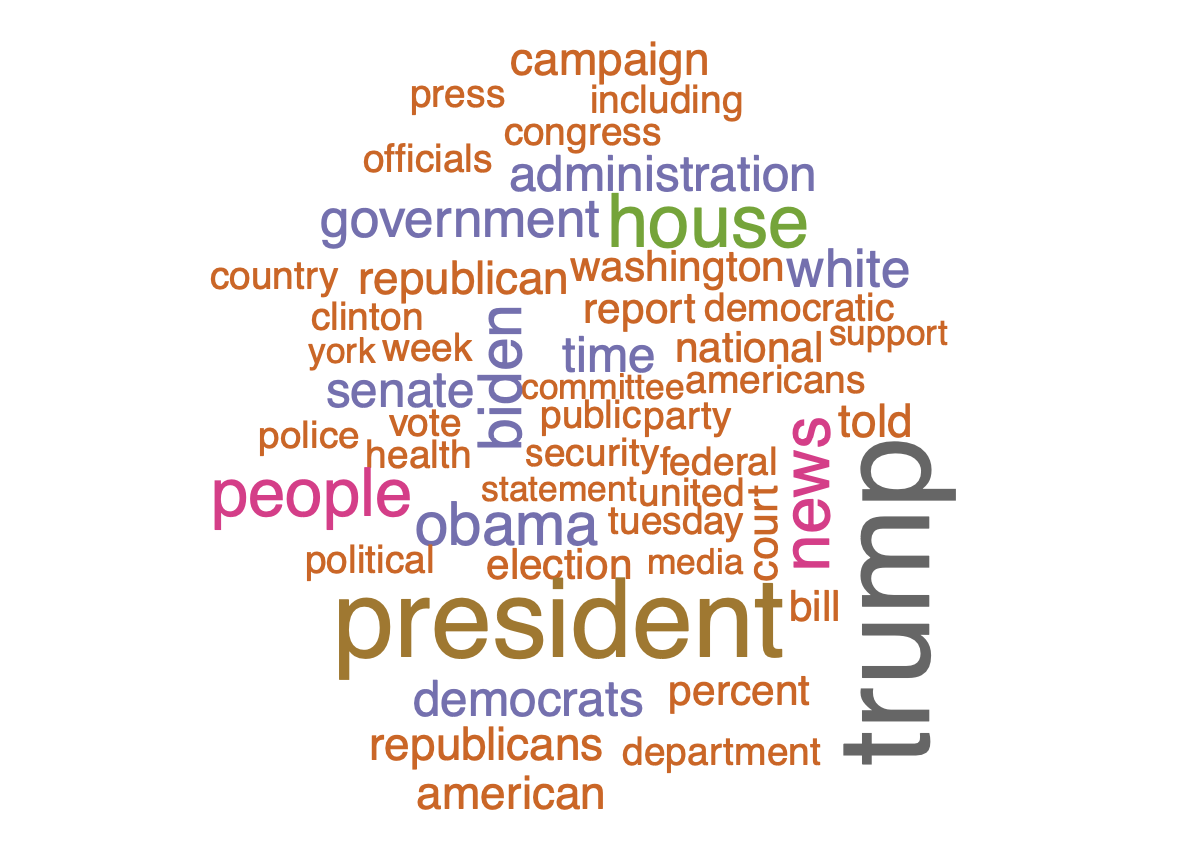 campaign
press including
congress
officials
administration
government house
country republican washington white
clinton report democratic
york week biden time national support
senate committee americans
vote public party told
police health security federal news
people statement united court trump
obama tuesday
political election media
president bill
democrats percent
republicans department
american